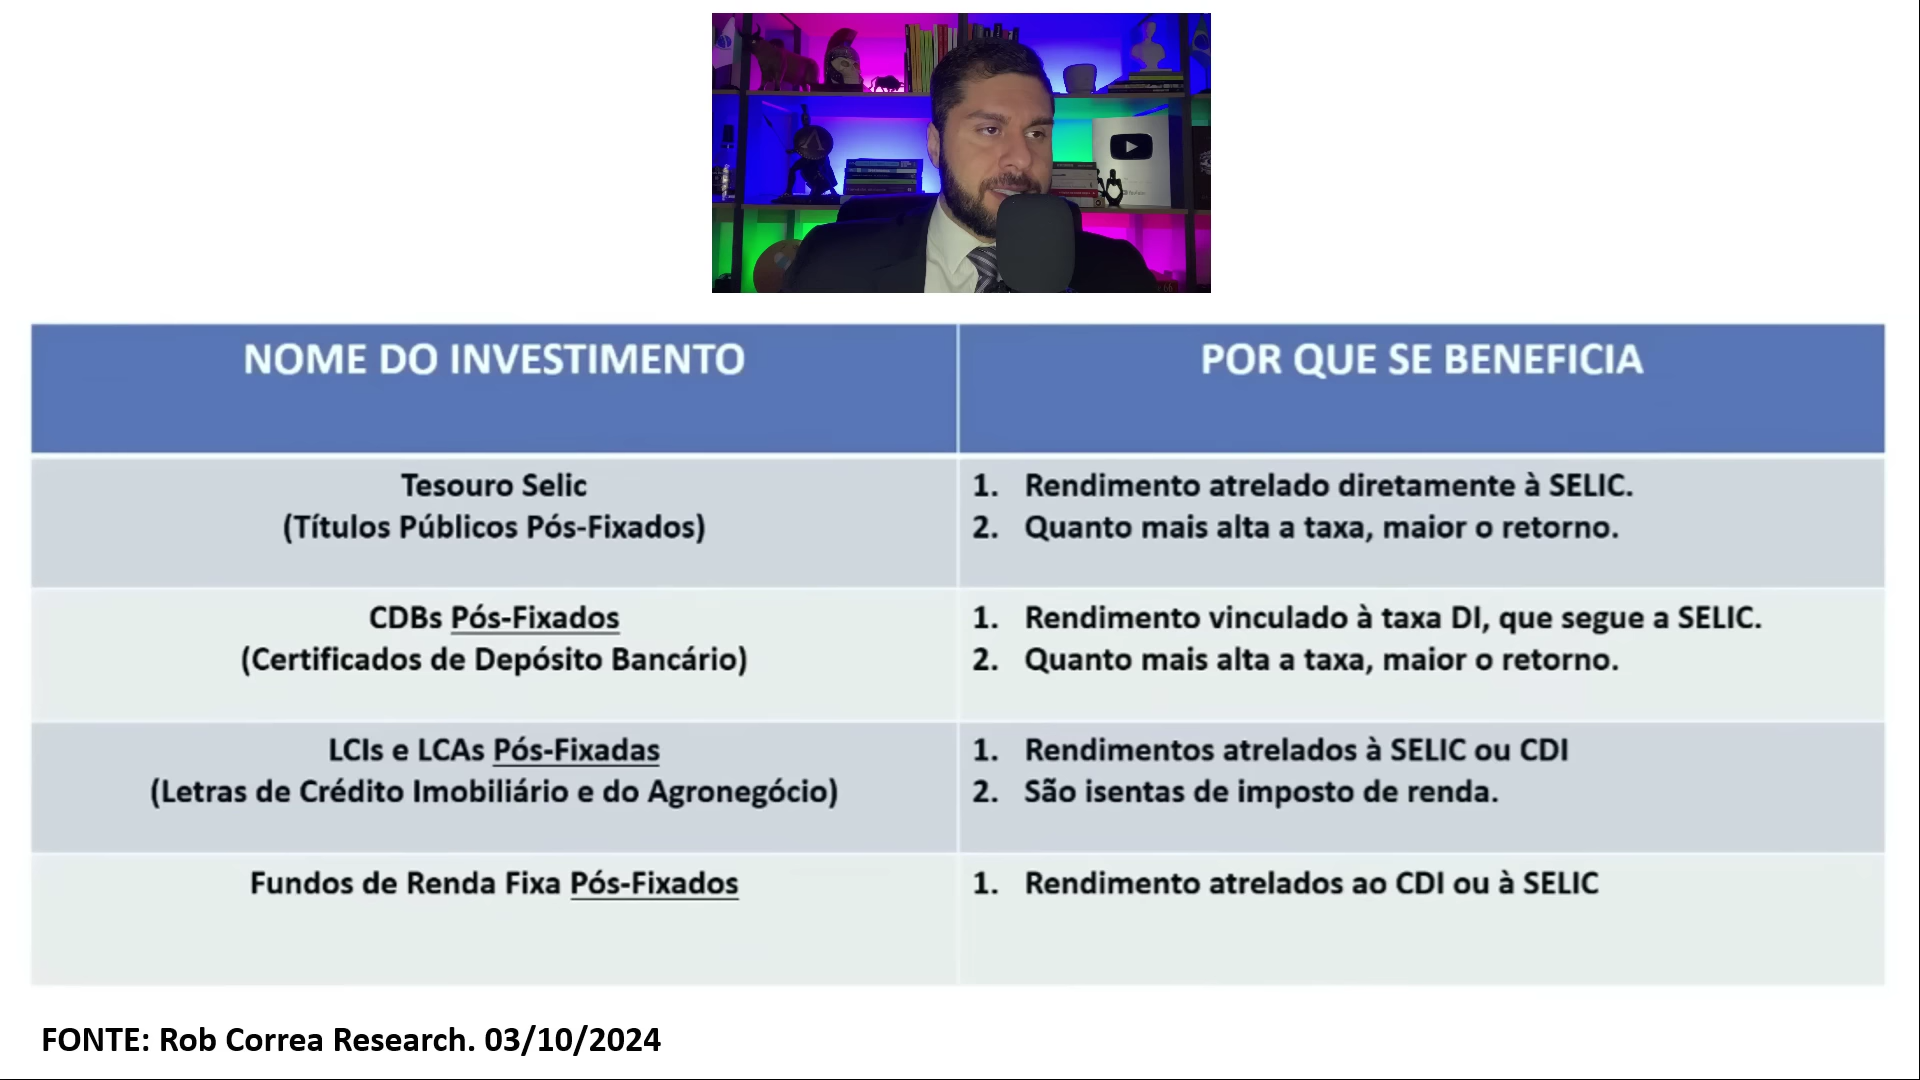 NOME DO INVESTIMENTO
POR QUE SE BENEFICIA
Tesouro Selic
(Títulos Públicos Pós-Fixados)
1. Rendimento atrelado diretamente à SELIC.
2. Quanto mais alta a taxa, maior o retorno.
CDBs Pós-Fixados
(Certificados de Depósito Bancário)
1. Rendimento vinculado à taxa DI, que segue a SELIC.
2. Quanto mais alta a taxa, maior o retorno.
LCIs e LCAs Pós-Fixadas
(Letras de Crédito Imobiliário e do Agronegócio)
1. Rendimentos atrelados à SELIC ou CDI
2. São isentas de imposto de renda.
Fundos de Renda Fixa Pós-Fixados
1. Rendimento atrelados ao CDI ou à SELIC
FONTE: Rob Correa Research. 03/10/2024